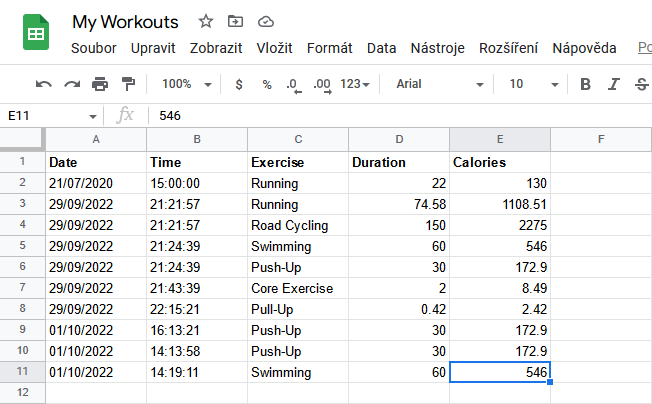 My Workouts
Soubor Upravit Zobrazit Vložit Formát Data Nástroje Rozšíření Nápověda Po
100% $ % .0 .00 123 Arial 10 B I S
E11 fx 546
A B C D E F
1 Date Time Exercise Duration Calories
2 21/07/2020 15:00:00 Running 22 130
3 29/09/2022 21:21:57 Running 74.58 1108.51
4 29/09/2022 21:21:57 Road Cycling 150 2275
5 29/09/2022 21:24:39 Swimming 60 546
6 29/09/2022 21:24:39 Push-Up 30 172.9
7 29/09/2022 21:43:39 Core Exercise 2 8.49
8 29/09/2022 22:15:21 Pull-Up 0.42 2.42
9 01/10/2022 16:13:21 Push-Up 30 172.9
10 01/10/2022 14:13:58 Push-Up 30 172.9
11 01/10/2022 14:19:11 Swimming 60 546
12